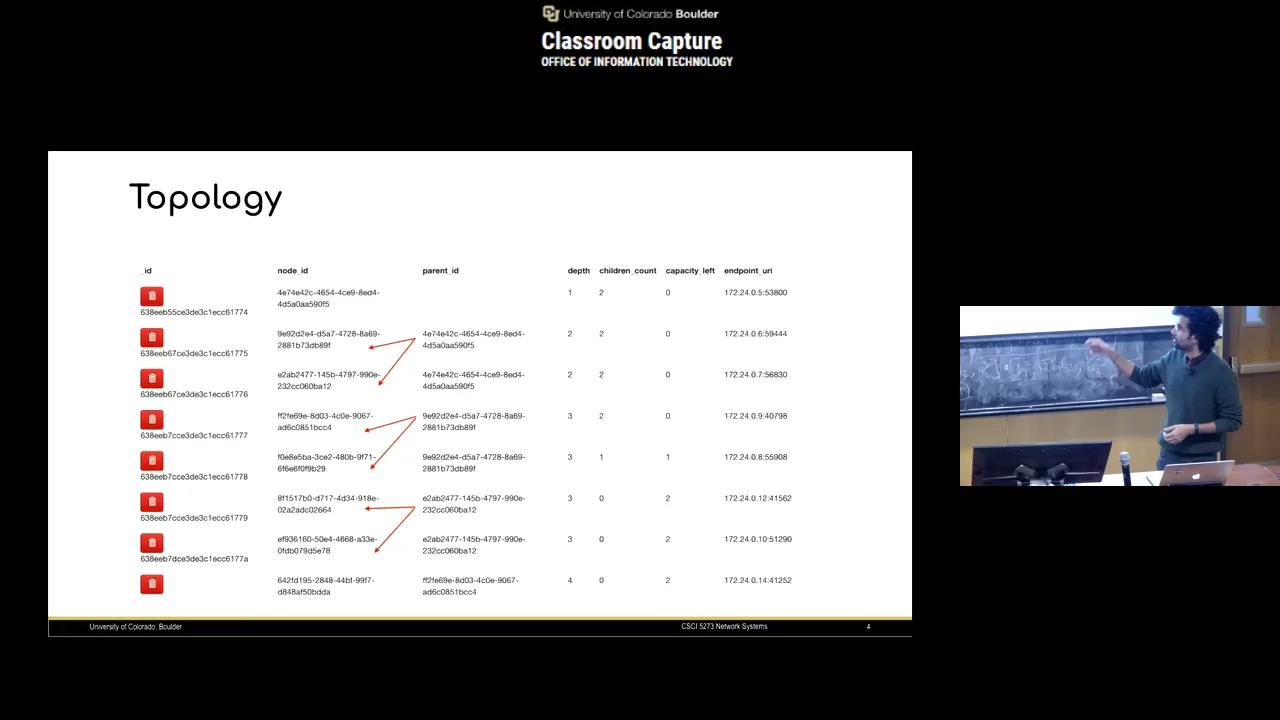 University of Colorado Boulder
Classroom Capture
OFFICE OF INFORMATION TECHNOLOGY
Topology
_id node_id parent_id depth children_count capacity_left endpoint_uri
4e74e42c-4654-4ce9-8ed4- 1 2 0 172.24.0.5:53800
4d5a0aa590f5
638eeb55ce3de3c1ecc61774
9e92d2e4-d5a7-4728-8a69- 4e74e42c-4654-4ce9-8ed4- 2 2 0 172.24.0.6:59444
2881b73db89f 4d5a0aa590f5
638eeb67ce3de3c1ecc61775
e2ab2477-145b-4797-990e- 4e74e42c-4654-4ce9-8ed4- 2 2 0 172.24.0.7:56830
232cc060ba12 4d5a0aa590f5
638eeb67ce3de3c1ecc61776
ff2fe69e-8d03-4c0e-9067- 9e92d2e4-d5a7-4728-8a69- 3 2 0 172.24.0.9:40798
ad6c0851bcc4 2881b73db89f
638eeb7cce3de3c1ecc61777
f0e8e5ba-3ce2-480b-9f71- 9e92d2e4-d5a7-4728-8a69- 3 1 1 172.24.0.8:55908
6f6e6f0f9b29 2881b73db89f
638eeb7cce3de3c1ecc61778
8f1517b0-d717-4d34-918e- e2ab2477-145b-4797-990e- 3 0 2 172.24.0.12:41562
02a2adc02664 232cc060ba12
638eeb7cce3de3c1ecc61779
ef936160-50e4-4668-a33e- e2ab2477-145b-4797-990e- 3 0 2 172.24.0.10:51290
0fdb079d5e78 232cc060ba12
638eeb7dce3de3c1ecc6177a
642fd195-2848-44bf-99f7- ff2fe69e-8d03-4c0e-9067- 4 0 2 172.24.0.14:41252
d848af50bdda ad6c0851bcc4
University of Colorado, Boulder CSCI 5273 Network Systems 4